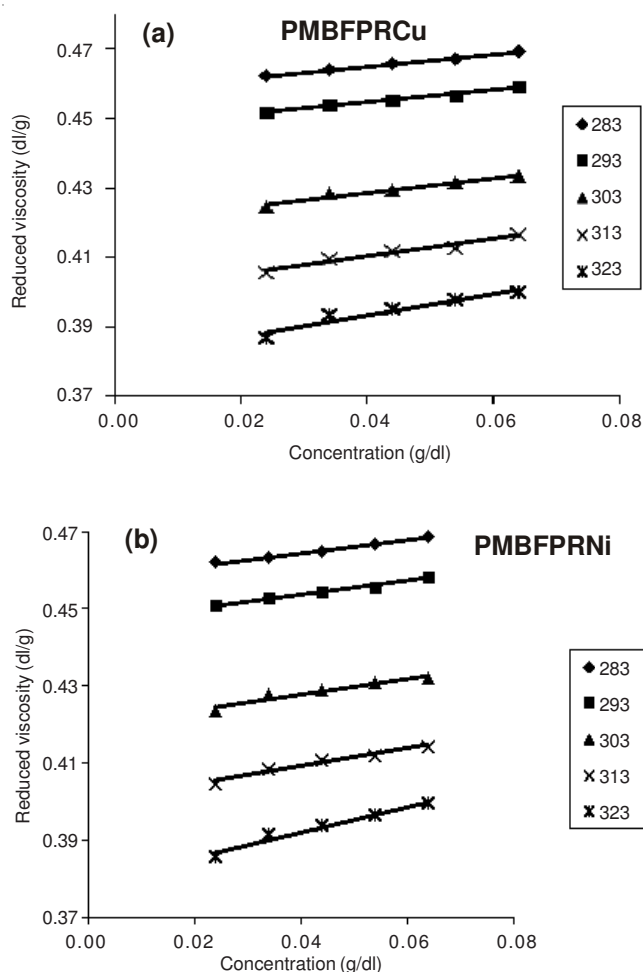 (a) PMBFPRCu
0.47
0.45
0.43
0.41
0.39
0.37
Reduced viscosity (dl/g)
283
293
303
313
323
0.00 0.02 0.04 0.06 0.08
Concentration (g/dl)
(b) PMBFPRNi
0.47
0.45
0.43
0.41
0.39
0.37
Reduced viscosity (dl/g)
283
293
303
313
323
0.00 0.02 0.04 0.06 0.08
Concentration (g/dl)